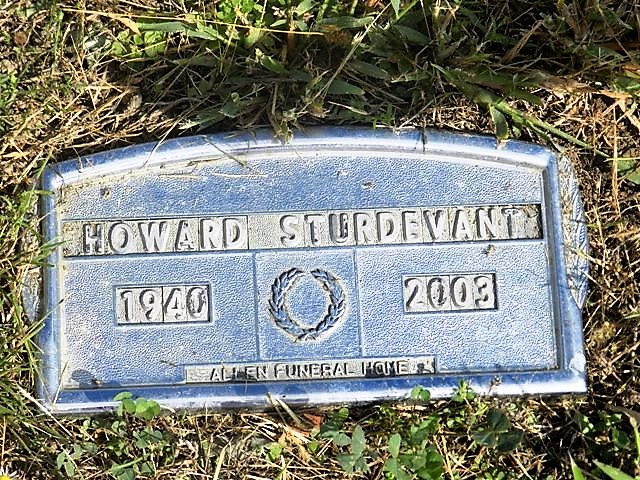 HOWARD STURDEVANT
1940 2003
ALLEN FUNERAL HOME